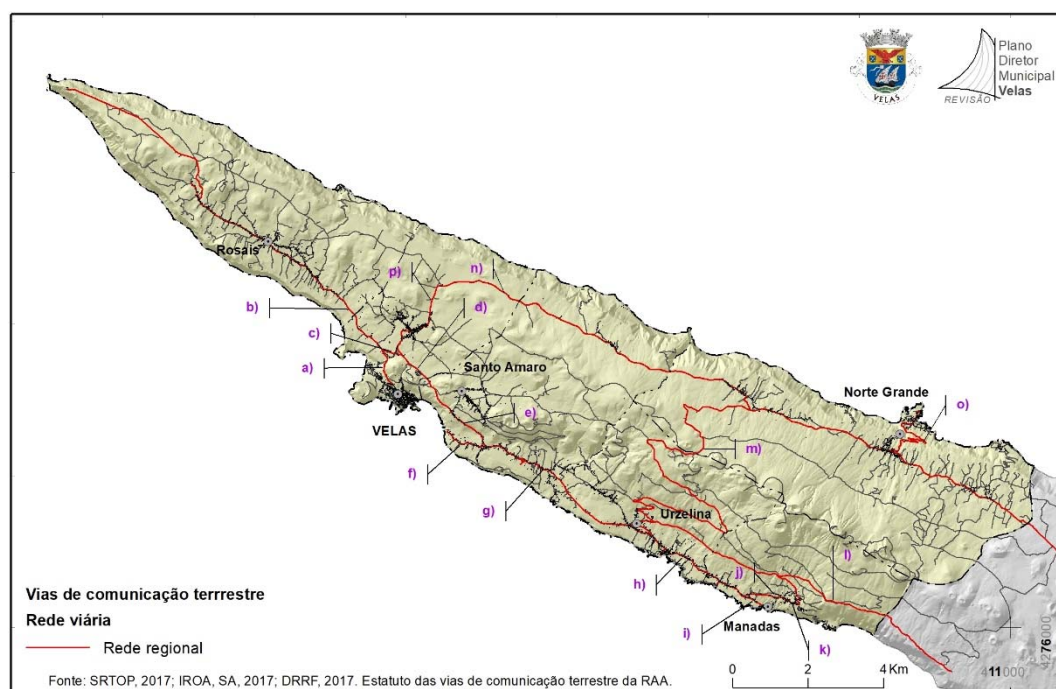 Plano
Diretor
Municipal
Velas
REVISÃO
VELAS
Rosais
p)
n)
b)
d)
c)
a)
Santo Amaro
Norte Grande
VELAS
e)
o)
f)
m)
g)
Urzelina
h)
j)
l)
i)
Manadas
k)
Vias de comunicação terrrestre
Rede viária
Rede regional
0 2 4 Km
411000
4276000
Fonte: SRTOP, 2017; IROA, SA, 2017; DRRF, 2017. Estatuto das vias de comunicação terrestre da RAA.